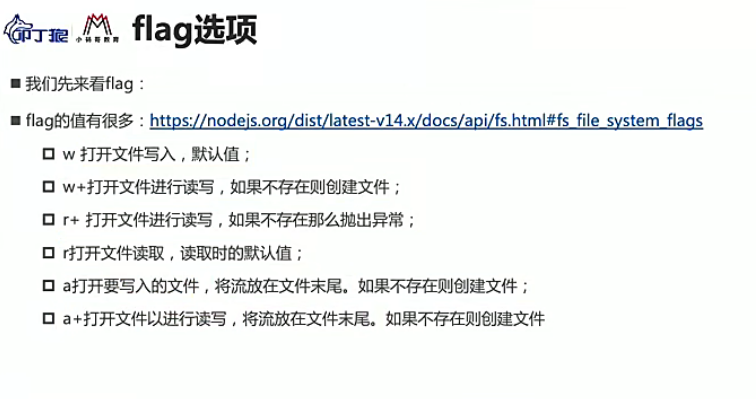 叩丁狼
小码哥教育
flag选项
我们先来看flag：
flag的值有很多：https://nodejs.org/dist/latest-v14.x/docs/api/fs.html#fs_file_system_flags
w 打开文件写入，默认值；
w+打开文件进行读写，如果不存在则创建文件；
r+ 打开文件进行读写，如果不存在那么抛出异常；
r打开文件读取，读取时的默认值；
a打开要写入的文件，将流放在文件末尾。如果不存在则创建文件；
a+打开文件以进行读写，将流放在文件末尾。如果不存在则创建文件